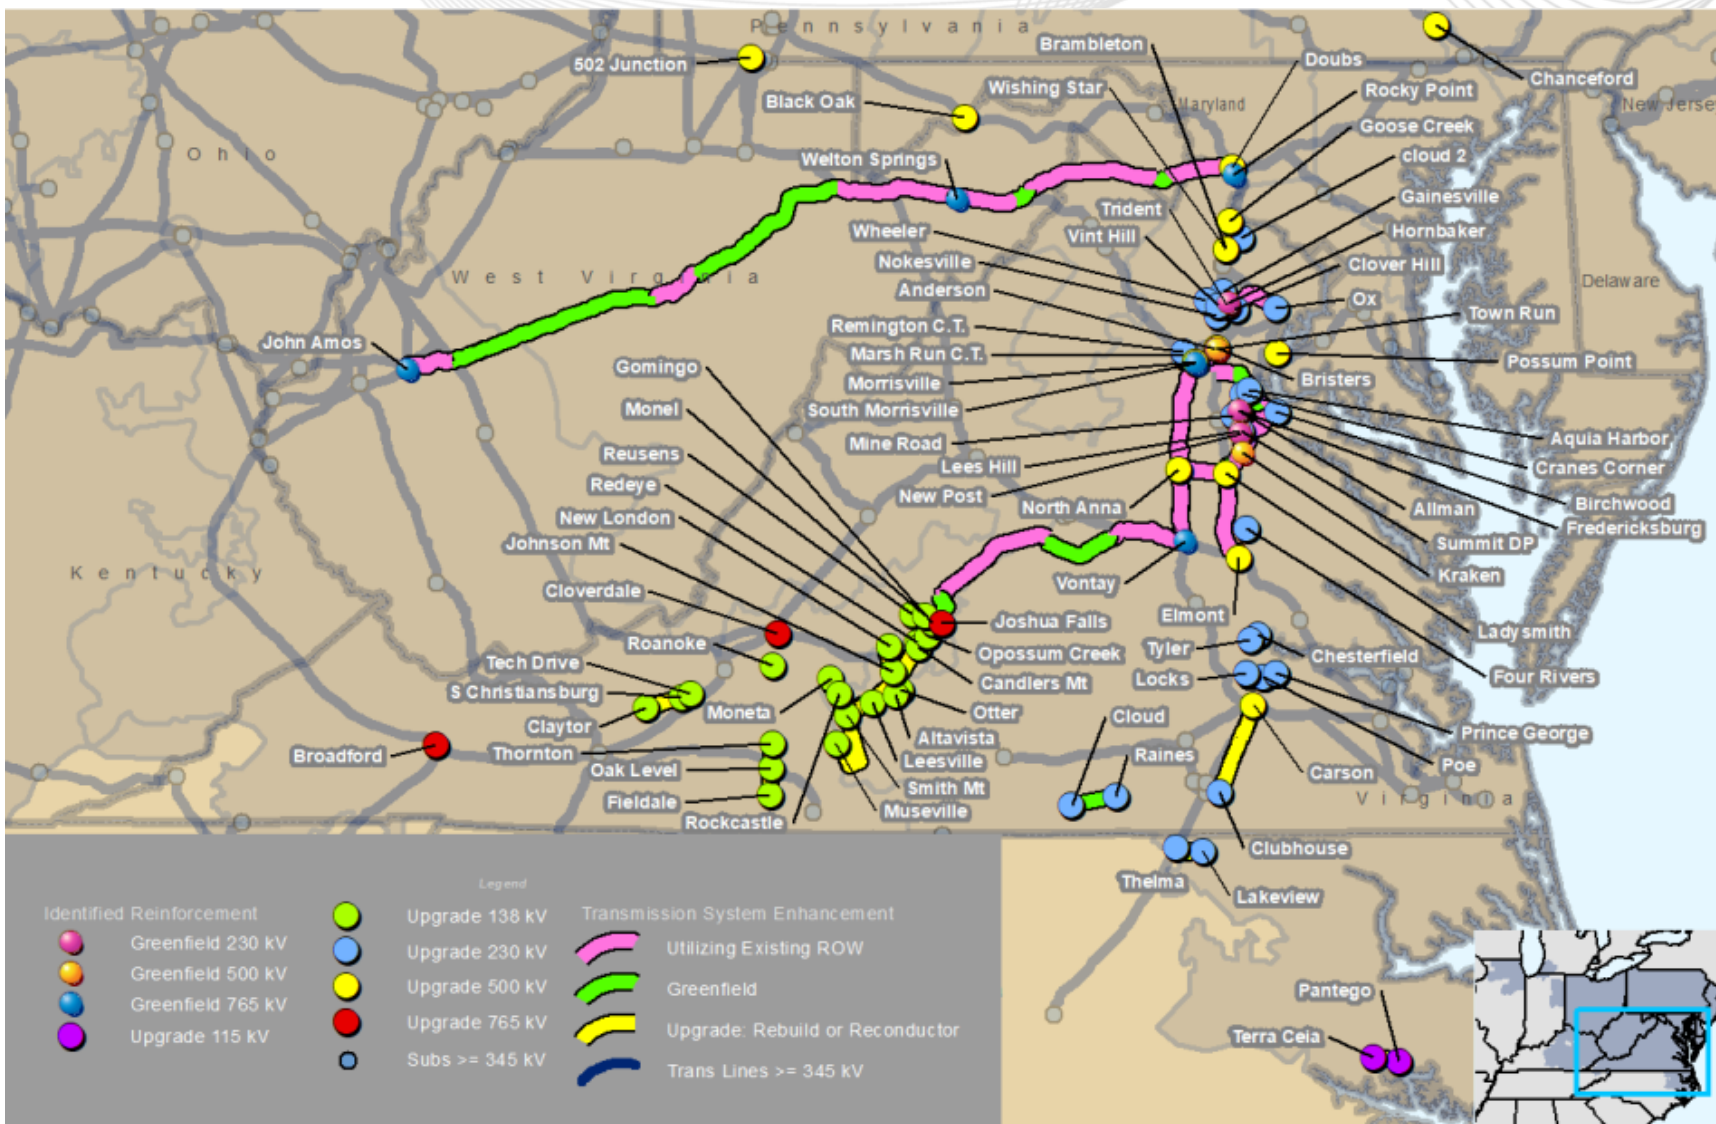 Pennsylvania
Brambleton
502 Junction
Doubs
Chanceford
Wishing Star
Rocky Point
Black Oak
Maryland
New Jerse
Goose Creek
Ohio
Welton Springs
cloud 2
Gainesville
Trident
Wheeler
Vint Hill
Hornbaker
Nokesville
Clover Hill
West Virginia
Delaware
Anderson
Ox
Town Run
Remington C.T.
John Amos
Marsh Run C.T.
Possum Point
Gomingo
Morrisville
Bristers
Monel
South Morrisville
Aquia Harbor
Mine Road
Reusens
Lees Hill
Cranes Corner
Redeye
New Post
Birchwood
North Anna
Allman
New London
Fredericksburg
Johnson Mt
Summit DP
Kentucky
Kraken
Vontay
Cloverdale
Elmont
Joshua Falls
Ladysmith
Roanoke
Opossum Creek
Tyler
Chesterfield
Tech Drive
Four Rivers
S Christiansburg
Candlers Mt
Locks
Moneta
Otter
Cloud
Claytor
Prince George
Altavista
Broadford
Thornton
Raines
Leesville
Poe
Oak Level
Carson
Smith Mt
Fieldale
Virginia
Museville
Rockcastle
Clubhouse
Thelma
Lakeview
Pantego
Terra Ceia
Legend
Identified Reinforcement
Greenfield 230 kV
Greenfield 500 kV
Greenfield 765 kV
Upgrade 115 kV
Upgrade 138 kV
Upgrade 230 kV
Upgrade 500 kV
Upgrade 765 kV
Subs >= 345 kV
Transmission System Enhancement
Utilizing Existing ROW
Greenfield
Upgrade: Rebuild or Reconductor
Trans Lines >= 345 kV